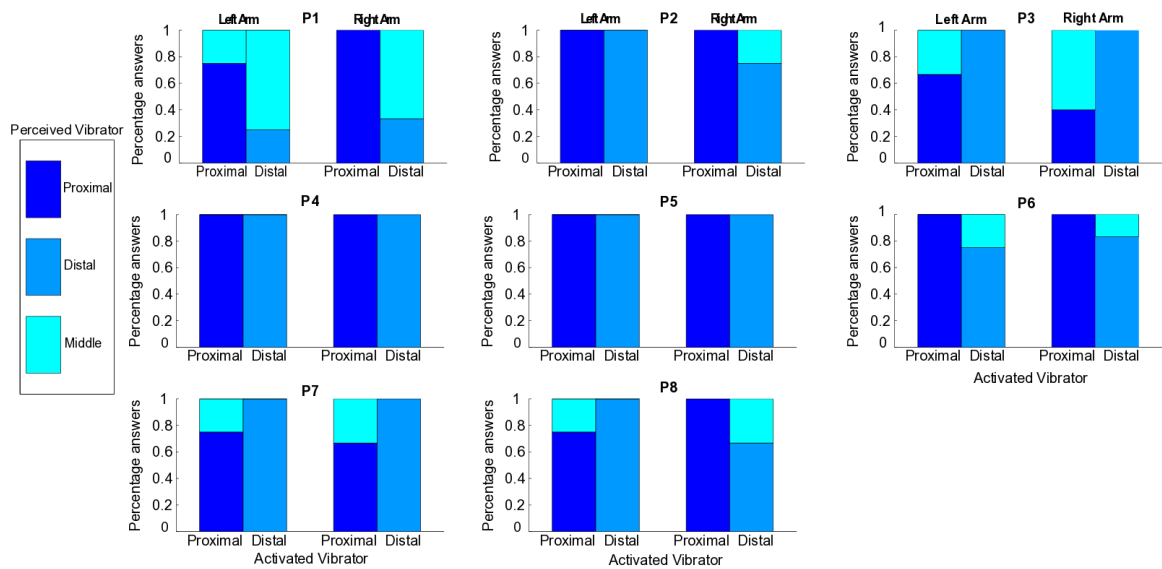 P1
Left Arm Right Arm
Percentage answers
1
0.8
0.6
0.4
0.2
0
Proximal Distal Proximal Distal
P2
Left Arm Right Arm
Percentage answers
1
0.8
0.6
0.4
0.2
0
Proximal Distal Proximal Distal
P3
Left Arm Right Arm
Percentage answers
1
0.8
0.6
0.4
0.2
0
Proximal Distal Proximal Distal
Perceived Vibrator
Proximal
Distal
Middle
P4
Percentage answers
1
0.8
0.6
0.4
0.2
0
Proximal Distal Proximal Distal
P5
Percentage answers
1
0.8
0.6
0.4
0.2
0
Proximal Distal Proximal Distal
P6
Percentage answers
1
0.8
0.6
0.4
0.2
0
Proximal Distal Proximal Distal
Activated Vibrator
P7
Percentage answers
1
0.8
0.6
0.4
0.2
0
Proximal Distal Proximal Distal
Activated Vibrator
P8
Percentage answers
1
0.8
0.6
0.4
0.2
0
Proximal Distal Proximal Distal
Activated Vibrator